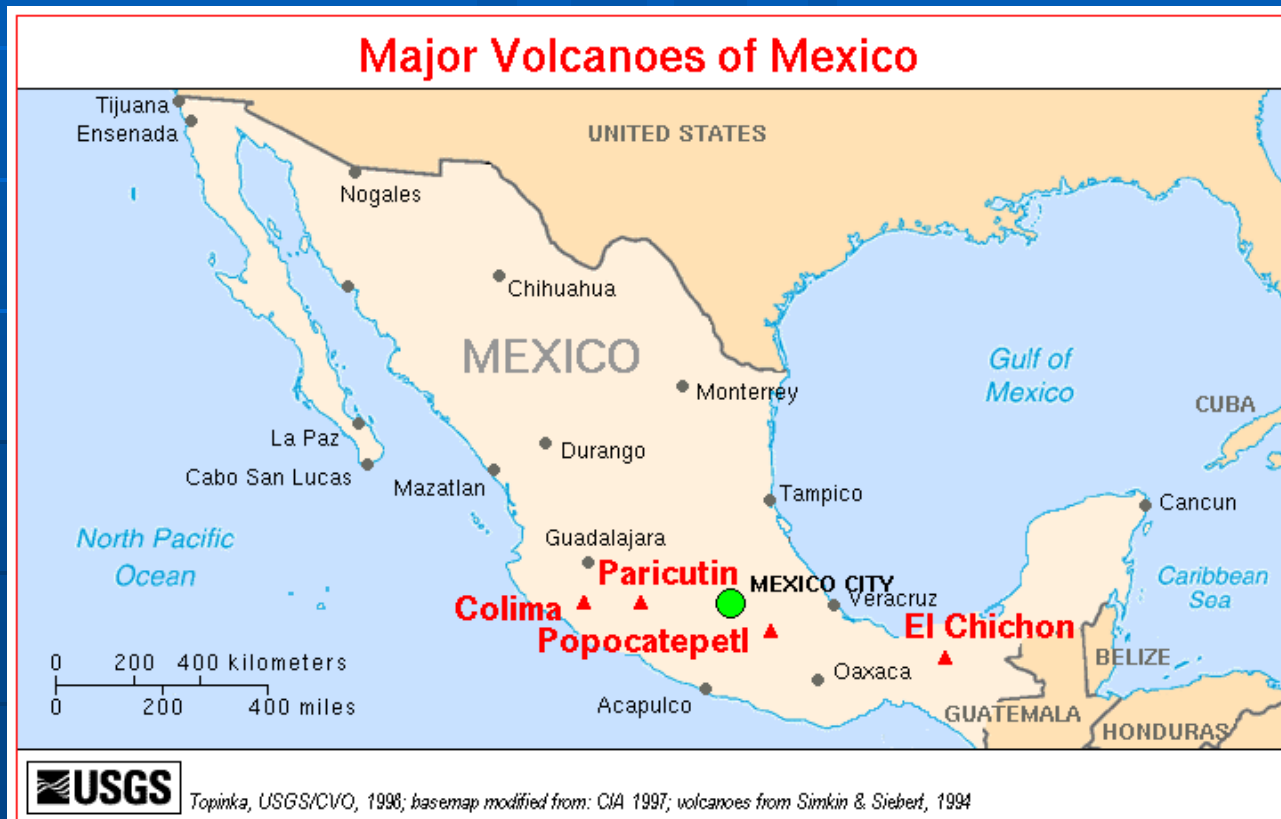 Major Volcanoes of Mexico
Tijuana
Ensenada
UNITED STATES
Nogales
Chihuahua
MEXICO
Gulf of
Mexico
Monterrey
CUBA
La Paz
Durango
Cabo San Lucas
Mazatlan
Tampico
Cancun
North Pacific
Ocean
Guadalajara
Paricutin
MEXICO CITY
Caribbean
Sea
Colima
Veracruz
Popocatepetl
El Chichon
BELIZE
0 200 400 kilometers
0 200 400 miles
Oaxaca
Acapulco
GUATEMALA
HONDURAS
USGS
Topinka, USGS/CVO, 1998; basemap modified from: CIA 1997; volcanoes from Simkin & Siebert, 1994